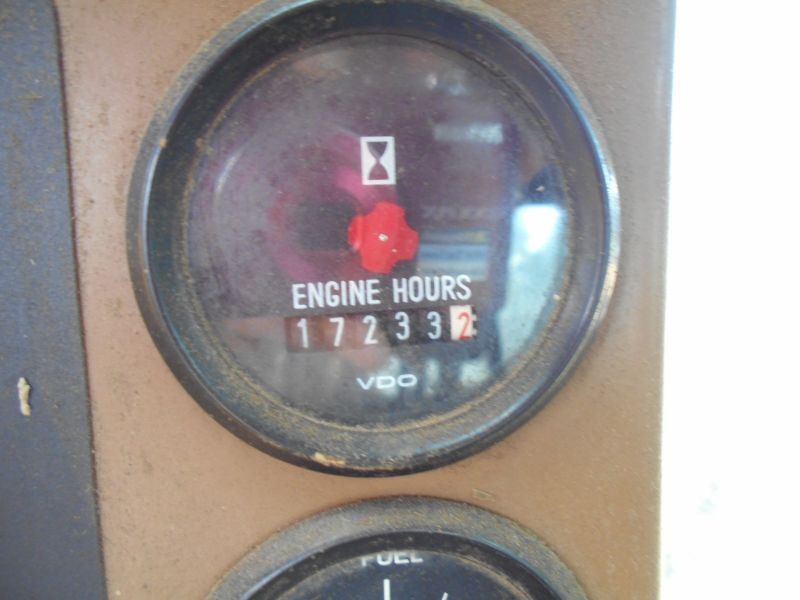 ENGINE HOURS
172332
VDO
FUEL